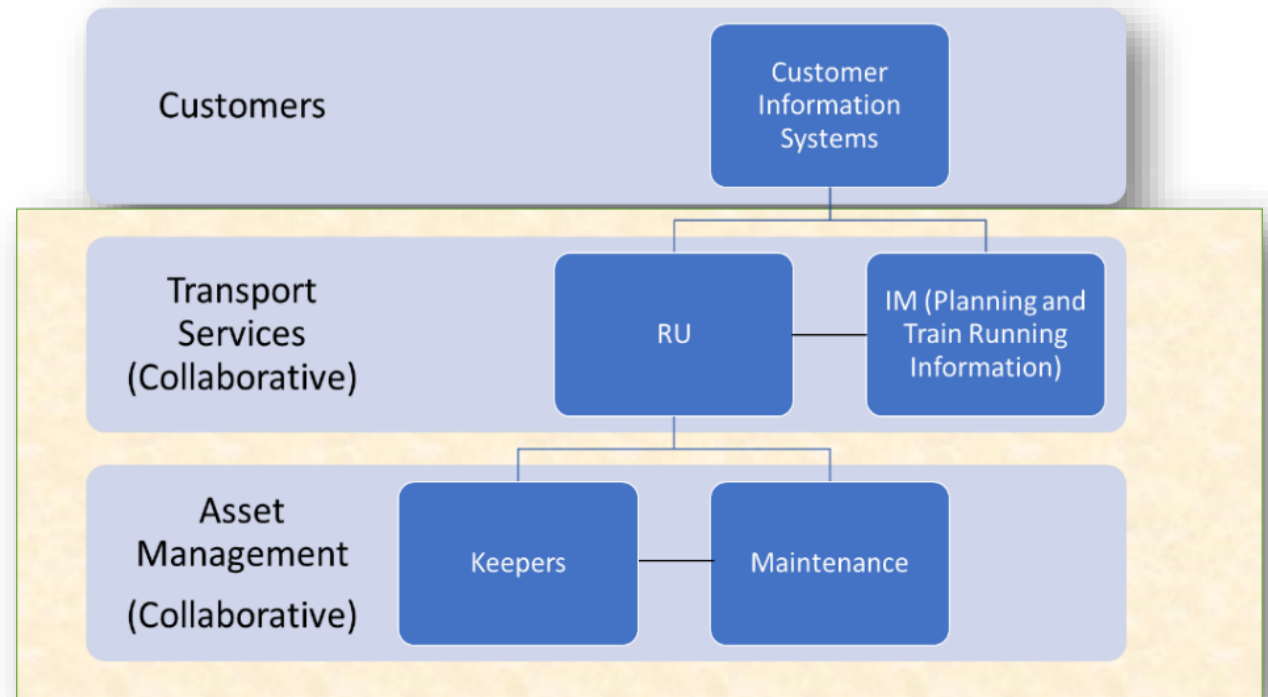 Customers
Customer
Information
Systems
Transport
Services
(Collaborative)
RU
IM (Planning and
Train Running
Information)
Asset
Management
(Collaborative)
Keepers
Maintenance